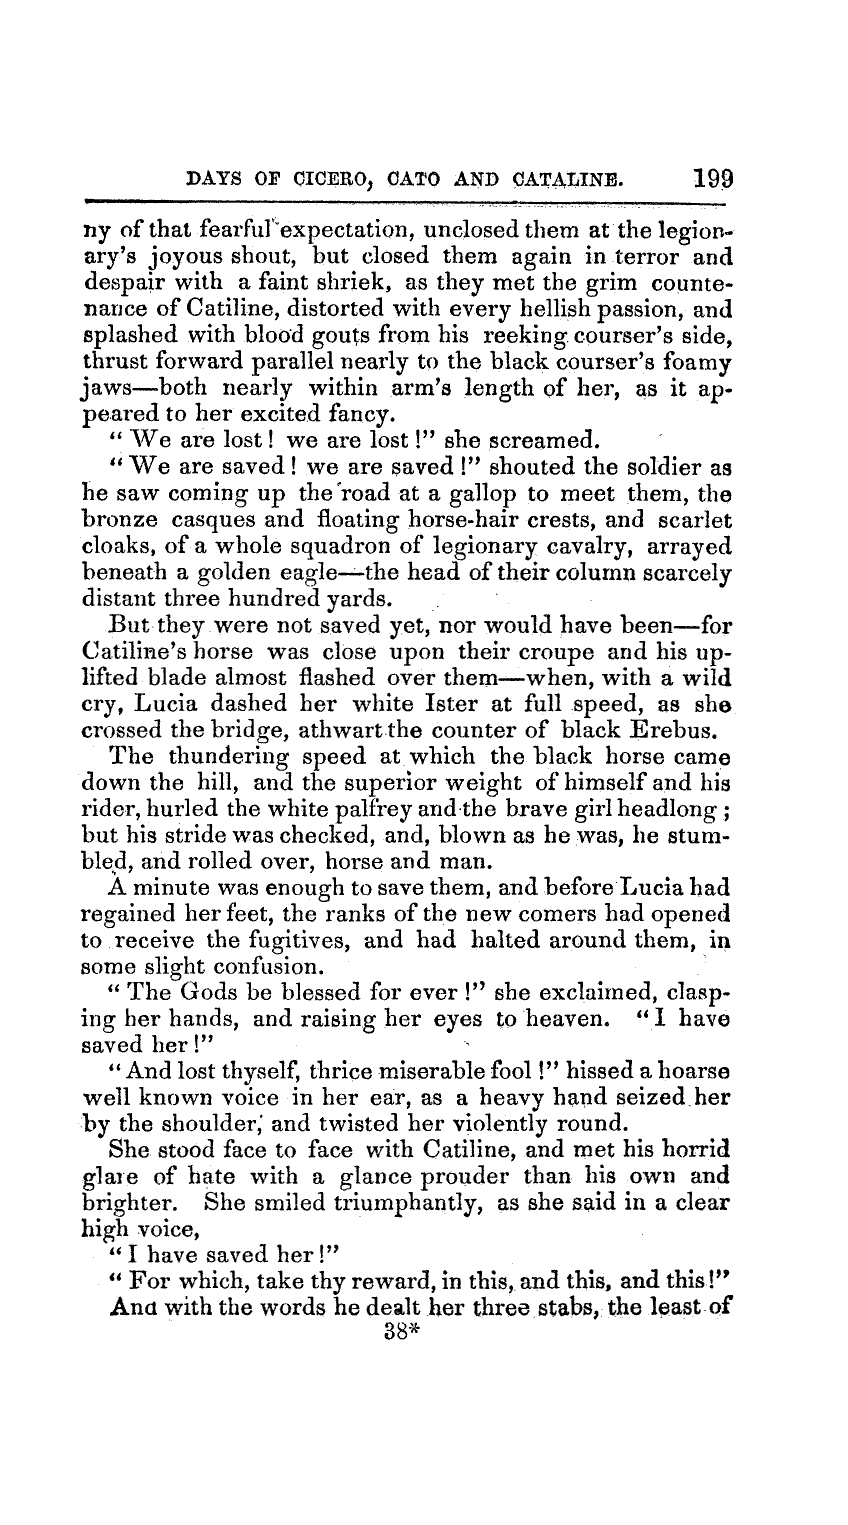 DAYS OF CICERO, CATO AND CATALINE. 199
ny of that fearful expectation, unclosed them at the legion-
ary's joyous shout, but closed them again in terror and
despair with a faint shriek, as they met the grim counte-
nance of Catiline, distorted with every hellish passion, and
splashed with blood gouts from his reeking courser's side,
thrust forward parallel nearly to the black courser's foamy
jaws—both nearly within arm's length of her, as it ap-
peared to her excited fancy.
"We are lost! we are lost!" she screamed.
"We are saved! we are saved!" shouted the soldier as
he saw coming up the road at a gallop to meet them, the
bronze casques and floating horse-hair crests, and scarlet
cloaks, of a whole squadron of legionary cavalry, arrayed
beneath a golden eagle—the head of their column scarcely
distant three hundred yards.
But they were not saved yet, nor would have been—for
Catiline's horse was close upon their croupe and his up-
lifted blade almost flashed over them—when, with a wild
cry, Lucia dashed her white Ister at full speed, as she
crossed the bridge, athwart the counter of black Erebus.
The thundering speed at which the black horse came
down the hill, and the superior weight of himself and his
rider, hurled the white palfrey and the brave girl headlong;
but his stride was checked, and, blown as he was, he stum-
bled, and rolled over, horse and man.
A minute was enough to save them, and before Lucia had
regained her feet, the ranks of the new comers had opened
to receive the fugitives, and had halted around them, in
some slight confusion.
"The Gods be blessed for ever!" she exclaimed, clasp-
ing her hands, and raising her eyes to heaven. "I have
saved her!"
"And lost thyself, thrice miserable fool!" hissed a hoarse
well known voice in her ear, as a heavy hand seized her
by the shoulder, and twisted her violently round.
She stood face to face with Catiline, and met his horrid
glare of hate with a glance prouder than his own and
brighter. She smiled triumphantly, as she said in a clear
high voice,
"I have saved her!"
"For which, take thy reward, in this, and this, and this!"
And with the words he dealt her three stabs, the least of
38*